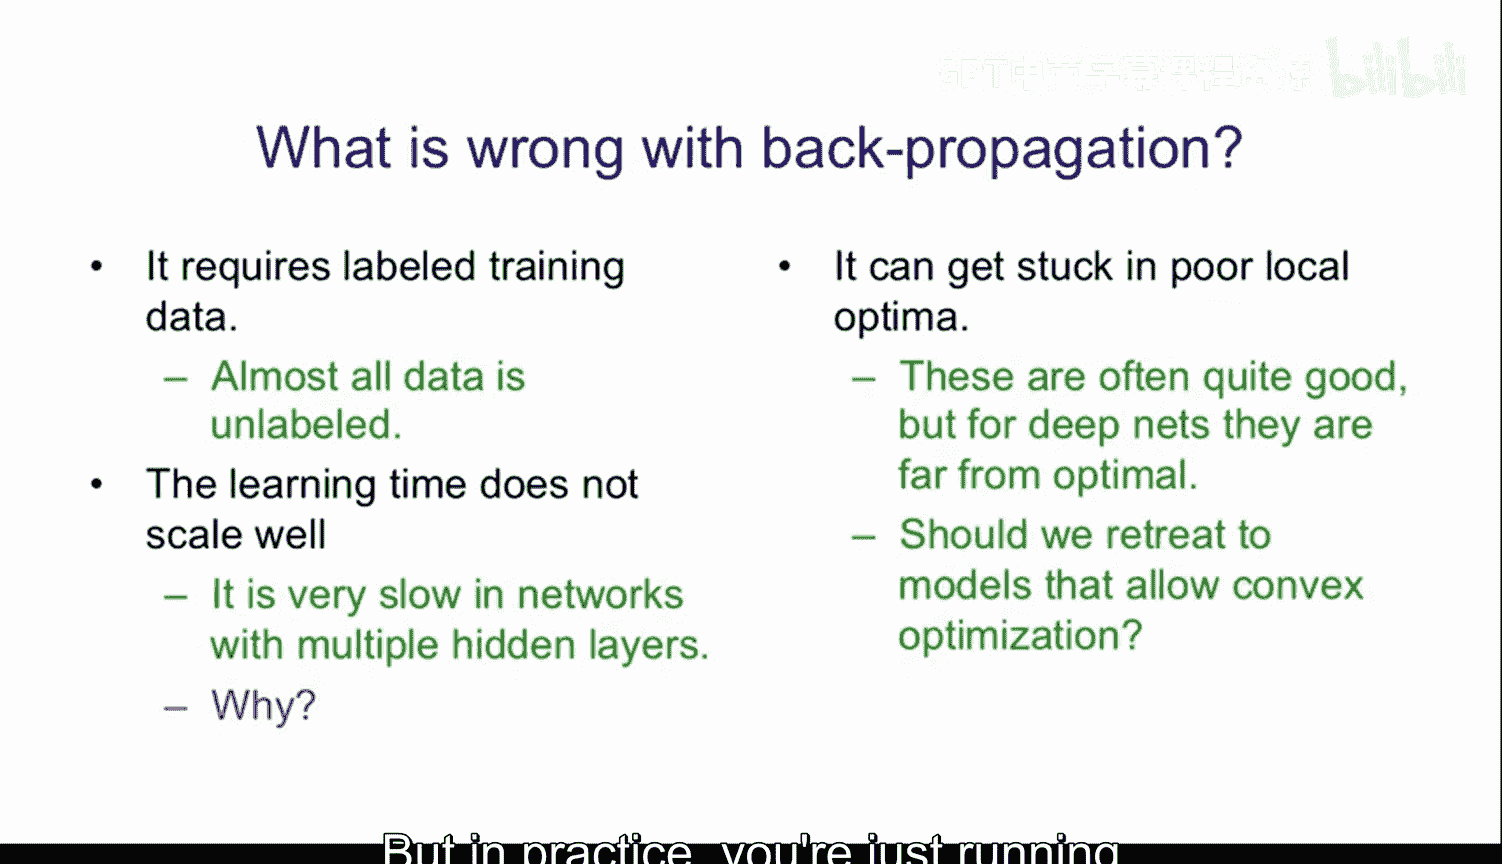 bilibili
What is wrong with back-propagation?
• It requires labeled training
data.
– Almost all data is
unlabeled.
• The learning time does not
scale well
– It is very slow in networks
with multiple hidden layers.
– Why?
• It can get stuck in poor local
optima.
– These are often quite good,
but for deep nets they are
far from optimal.
– Should we retreat to
models that allow convex
optimization?
But in practice, you're just running